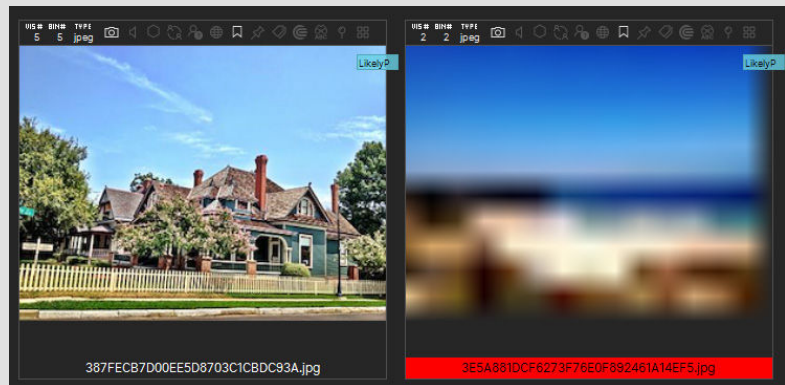 VIS# BIN# TYPE
5 5 jpeg
LikelyP
387FECB7D00EE5D8703C1CBDC93A.jpg
VIS# BIN# TYPE
2 2 jpeg
LikelyP
3E5A881DCF6273F76E0F892461A14EF5.jpg